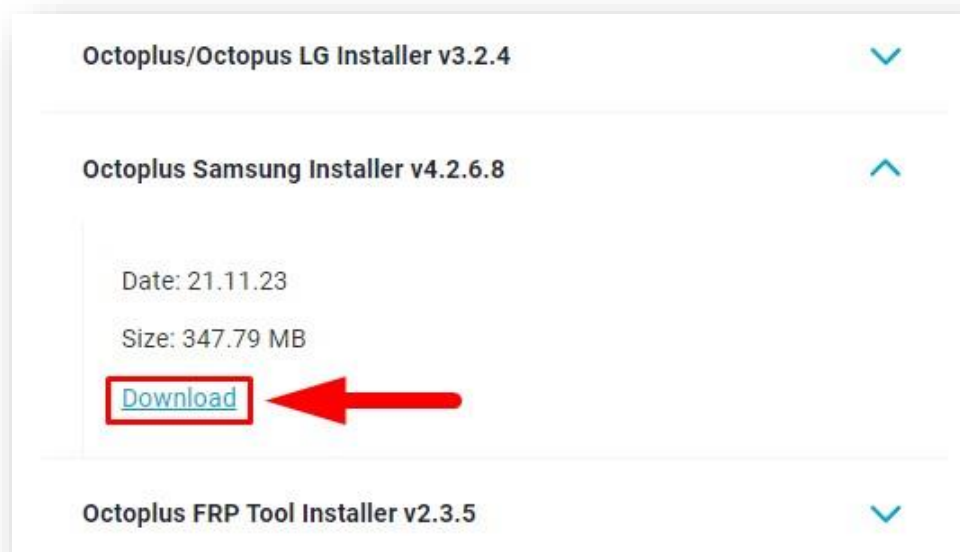 Octoplus/Octopus LG Installer v3.2.4
Octoplus Samsung Installer v4.2.6.8
Date: 21.11.23
Size: 347.79 MB
Download
Octoplus FRP Tool Installer v2.3.5